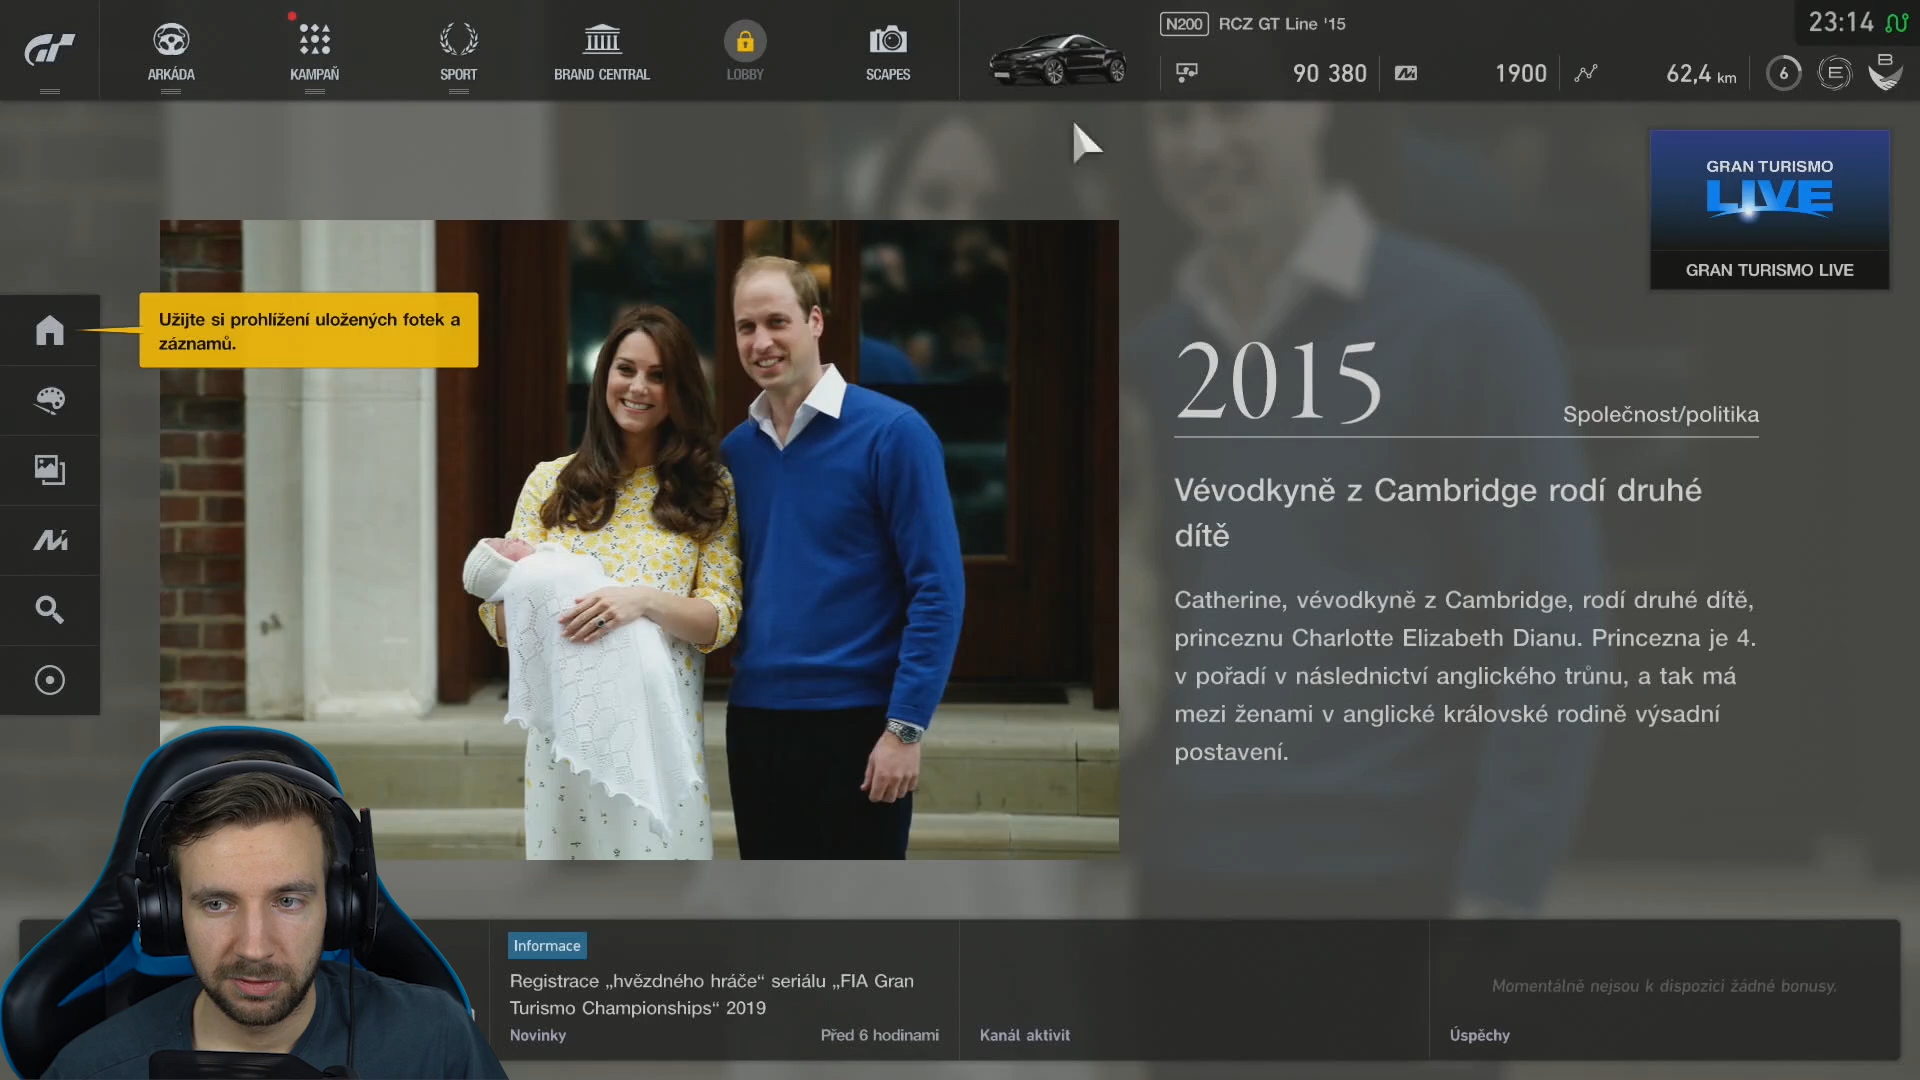 ARKÁDA
KAMPAŇ
SPORT
BRAND CENTRAL
LOBBY
SCAPES
N200 RCZ GT Line '15
90 380
1900
62,4 km
6
E
B
23:14
GRAN TURISMO
LIVE
GRAN TURISMO LIVE
Užijte si prohlížení uložených fotek a
záznamů.
2015
Společnost/politika
Vévodkyně z Cambridge rodí druhé
dítě
Catherine, vévodkyně z Cambridge, rodí druhé dítě,
princeznu Charlotte Elizabeth Dianu. Princezna je 4.
v pořadí v následnictví anglického trůnu, a tak má
mezi ženami v anglické královské rodině výsadní
postavení.
Informace
Registrace „hvězdného hráče“ seriálu „FIA Gran
Turismo Championships“ 2019
Novinky
Před 6 hodinami
Kanál aktivit
Momentálně nejsou k dispozici žádné bonusy.
Úspěchy